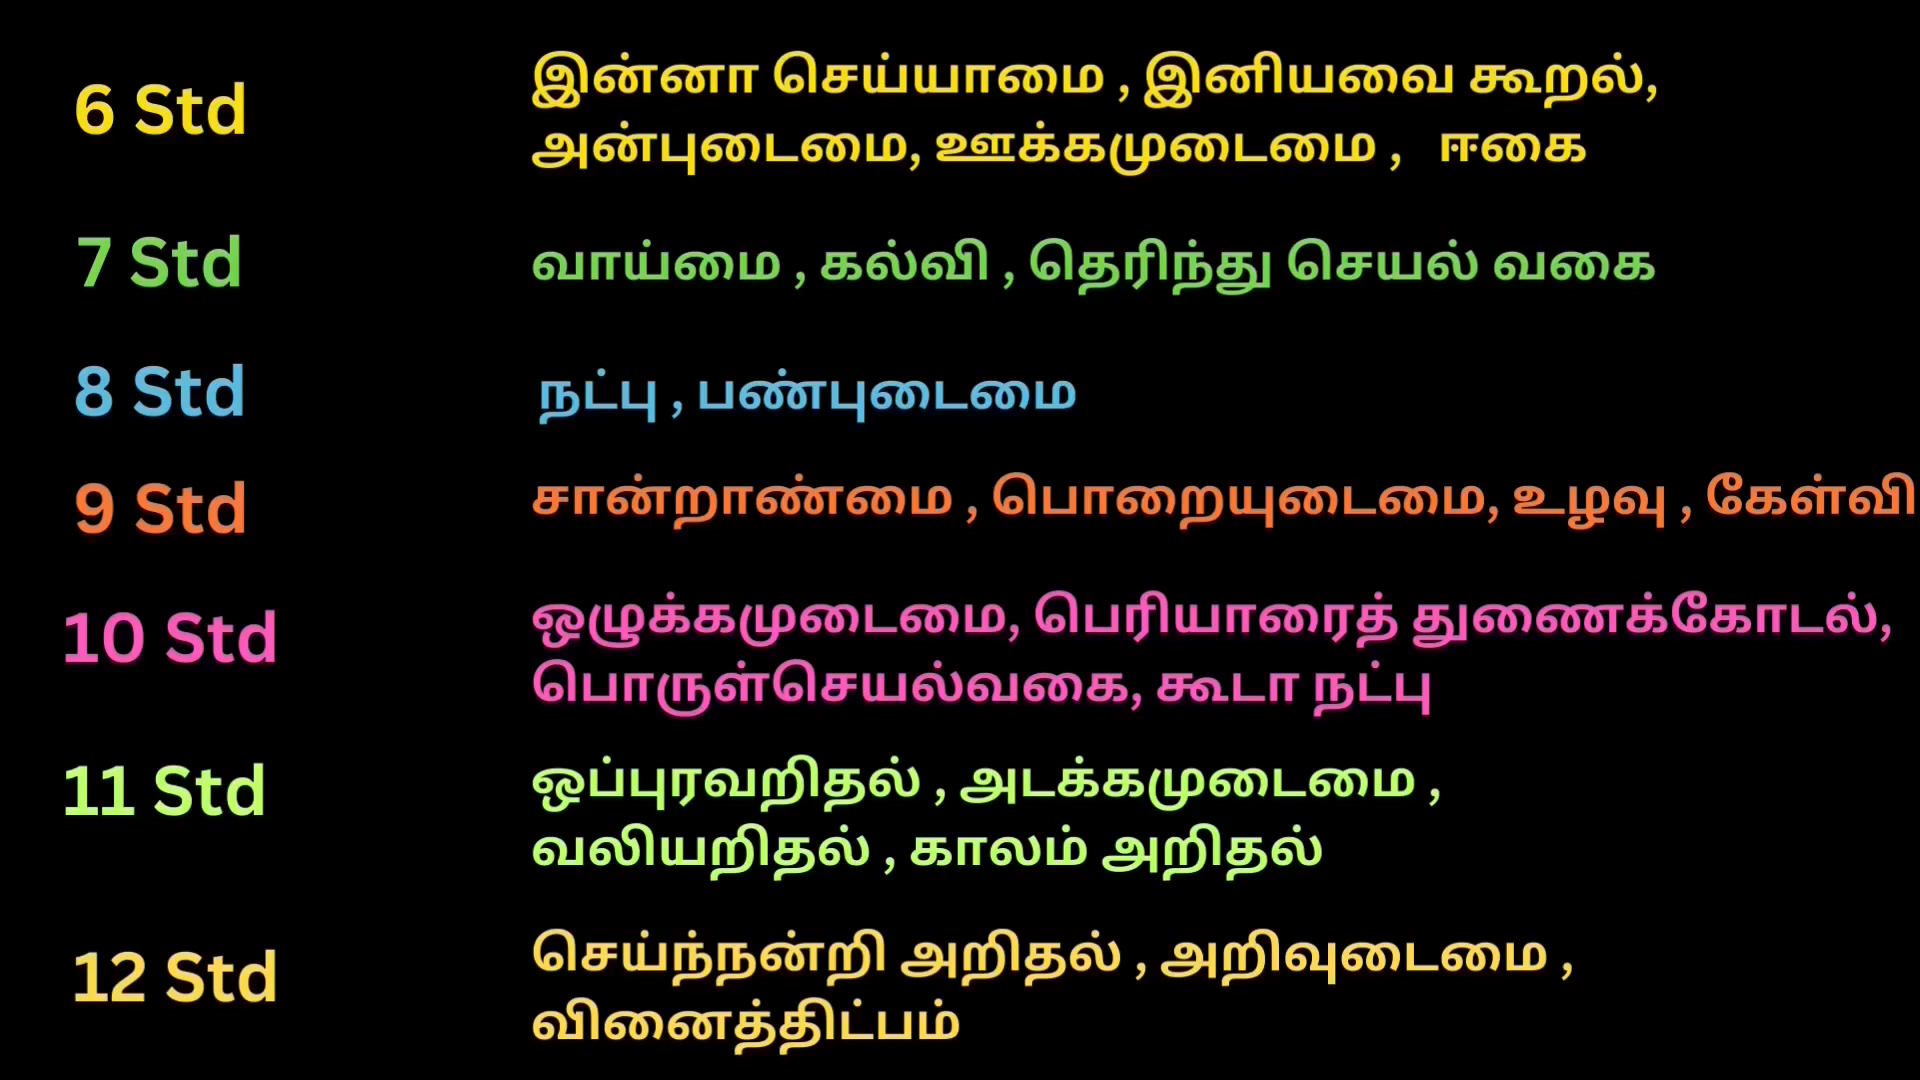 6 Std
இன்னா செய்யாமை , இனியவை கூறல்,
அன்புடைமை, ஊக்கமுடைமை , ஈகை
7 Std
வாய்மை , கல்வி , தெரிந்து செயல் வகை
8 Std
நட்பு , பண்புடைமை
9 Std
சான்றாண்மை , பொறையுடைமை, உழவு , கேள்வி
10 Std
ஒழுக்கமுடைமை, பெரியாரைத் துணைக்கோடல்,
பொருள்செயல்வகை, கூடா நட்பு
11 Std
ஒப்புரவறிதல் , அடக்கமுடைமை ,
வலியறிதல் , காலம் அறிதல்
12 Std
செய்ந்நன்றி அறிதல் , அறிவுடைமை ,
வினைத்திட்பம்